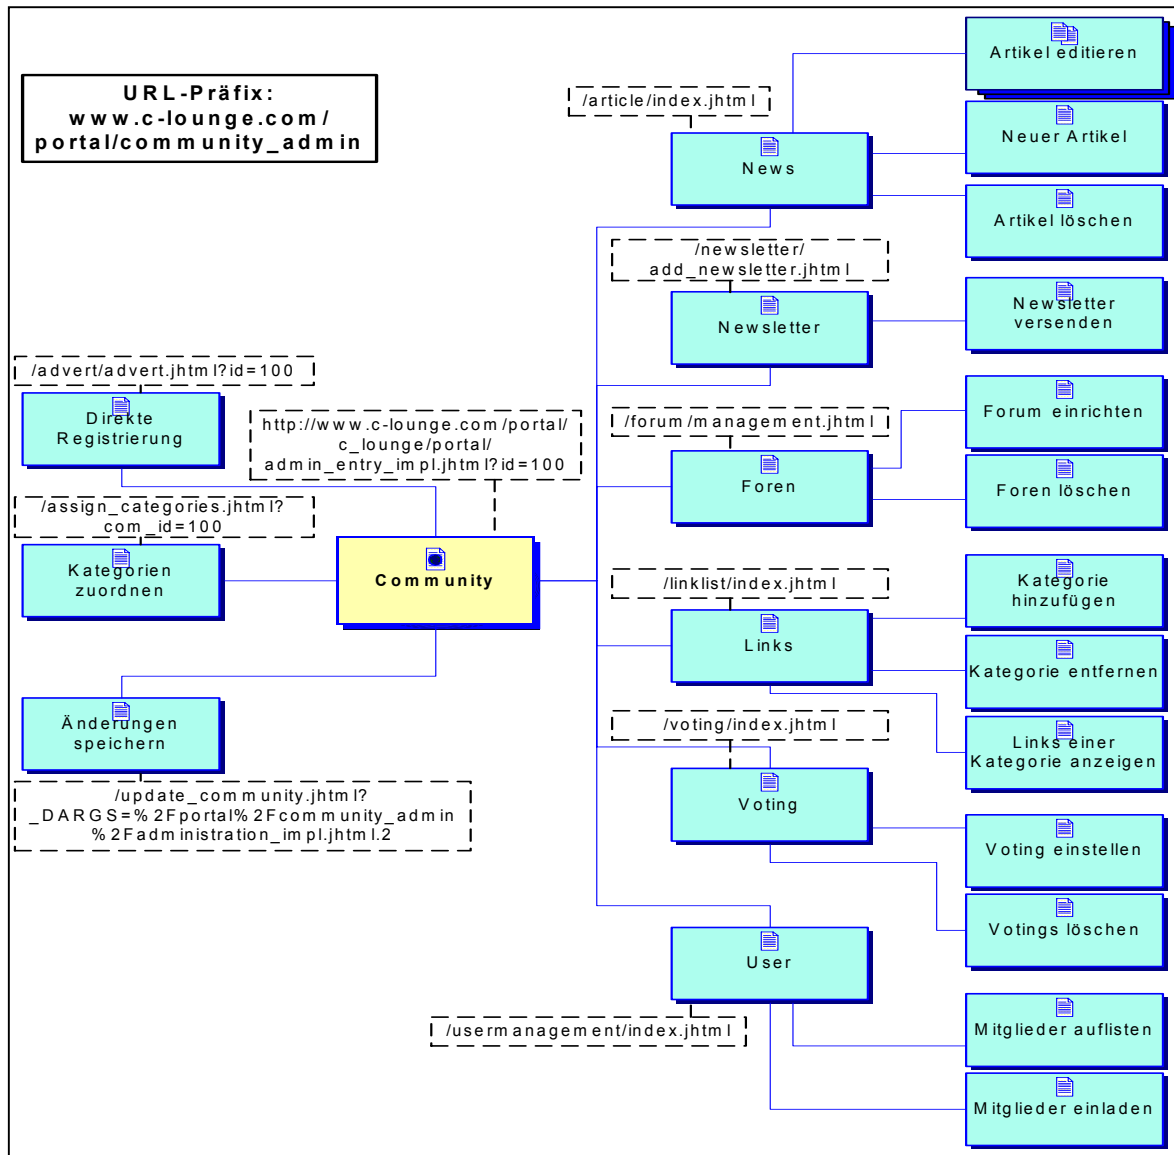 URL-Präfix:
www.c-lounge.com/
portal/community_admin
/article/index.jhtml
News
Artikel editieren
Neuer Artikel
Artikel löschen
/newsletter/
add_newsletter.jhtml
Newsletter
Newsletter
versenden
/advert/advert.jhtml?id=100
Direkte
Registrierung
http://www.c-lounge.com/portal/
c_lounge/portal/
admin_entry_impl.jhtml?id=100
/forum/management.jhtml
Foren
Forum einrichten
Foren löschen
/assign_categories.jhtml?
com_id=100
Kategorien
zuordnen
Community
/linklist/index.jhtml
Links
Kategorie
hinzufügen
Kategorie entfernen
Links einer
Kategorie anzeigen
Änderungen
speichern
/update_community.jhtml?
_DARGS=%2Fportal%2Fcommunity_admin
%2Fadministration_impl.jhtml.2
/voting/index.jhtml
Voting
Voting einstellen
Votings löschen
User
/usermanagement/index.jhtml
Mitglieder auflisten
Mitglieder einladen